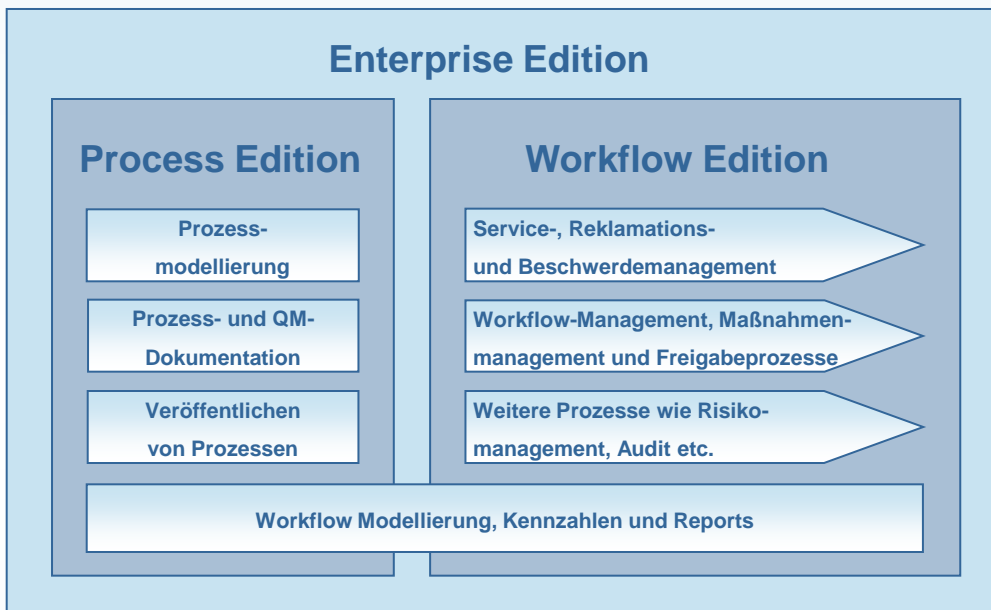 Enterprise Edition
Process Edition
Prozess-
modellierung
Prozess- und QM-
Dokumentation
Veröffentlichen
von Prozessen
Workflow Edition
Service-, Reklamations-
und Beschwerdemanagement
Workflow-Management, Maßnahmen-
management und Freigabeprozesse
Weitere Prozesse wie Risiko-
management, Audit etc.
Workflow Modellierung, Kennzahlen und Reports